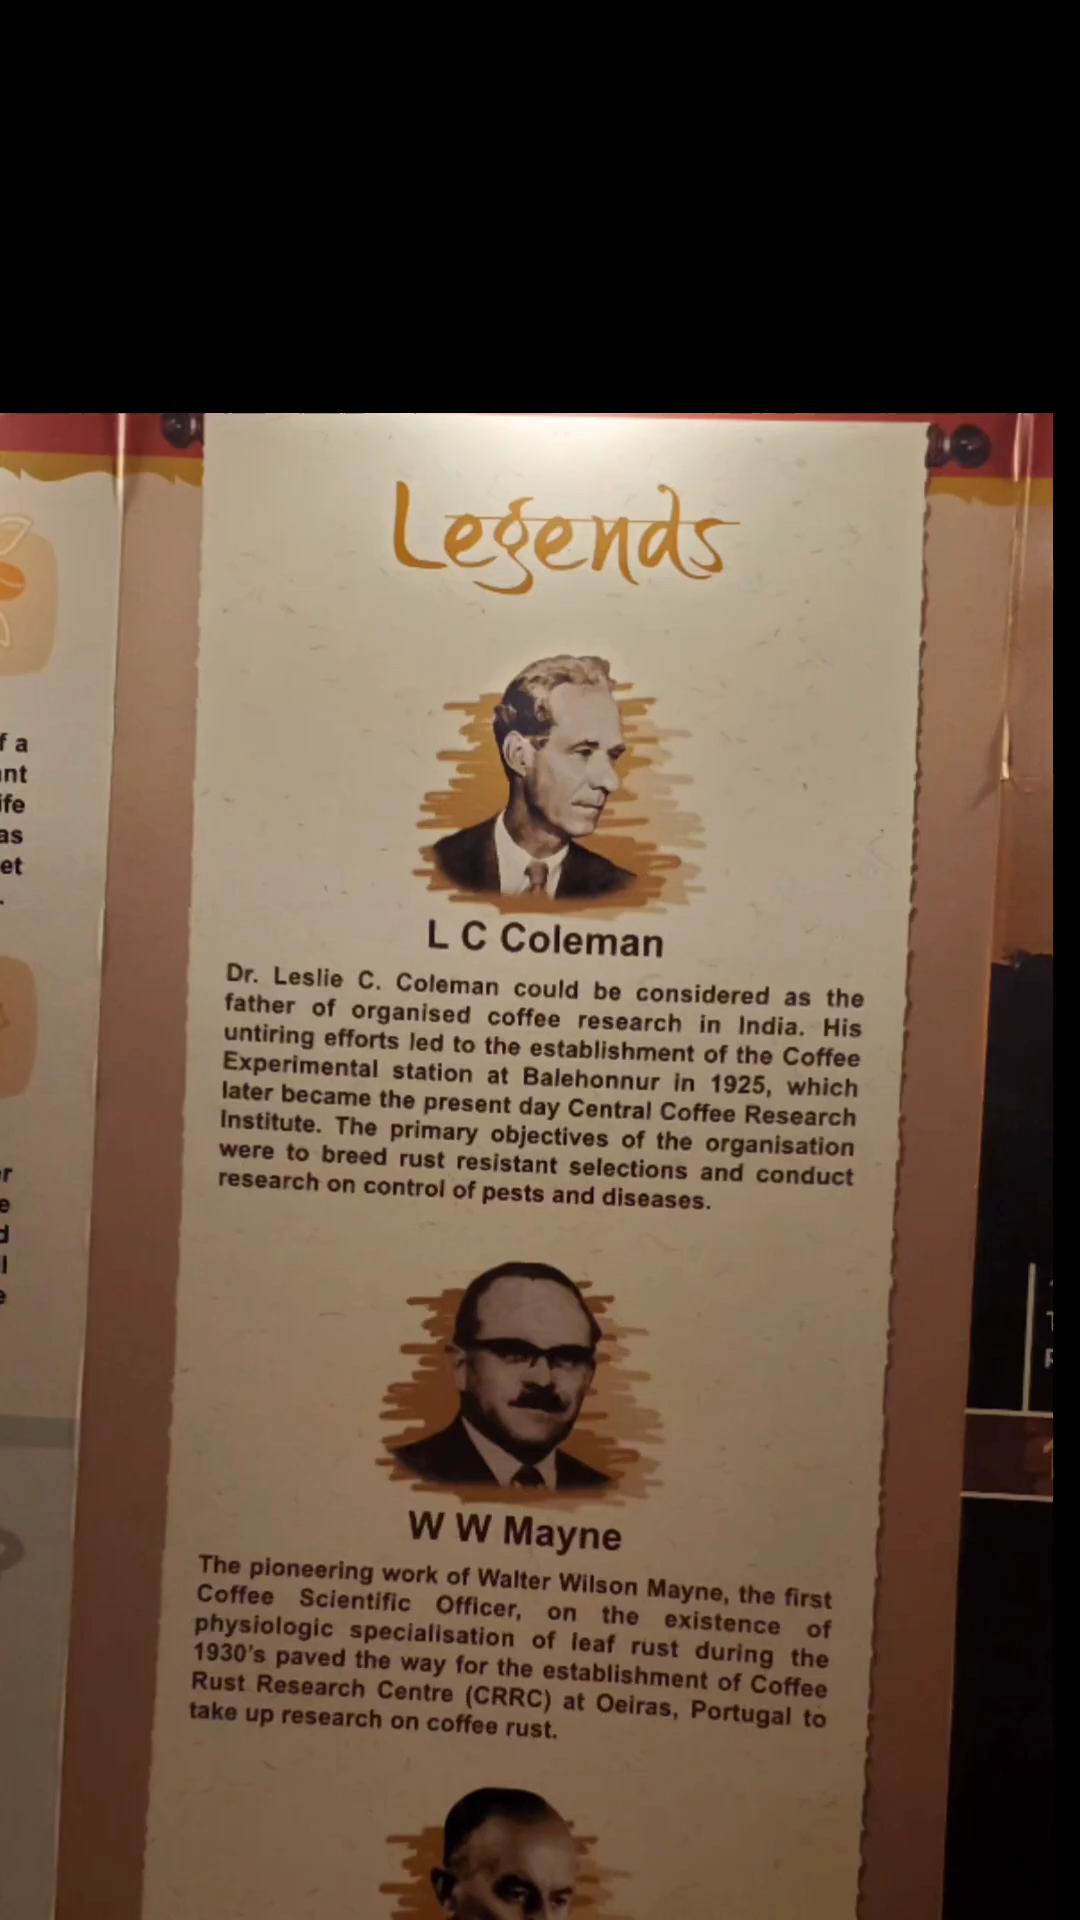 Legends
L C Coleman
Dr. Leslie C. Coleman could be considered as the
father of organised coffee research in India. His
untiring efforts led to the establishment of the Coffee
Experimental station at Balehonnur in 1925, which
later became the present day Central Coffee Research
Institute. The primary objectives of the organisation
were to breed rust resistant selections and conduct
research on control of pests and diseases.
W W Mayne
The pioneering work of Walter Wilson Mayne, the first
Coffee Scientific Officer, on the existence of
physiologic specialisation of leaf rust during the
1930's paved the way for the establishment of Coffee
Rust Research Centre (CRRC) at Oeiras, Portugal to
take up research on coffee rust.